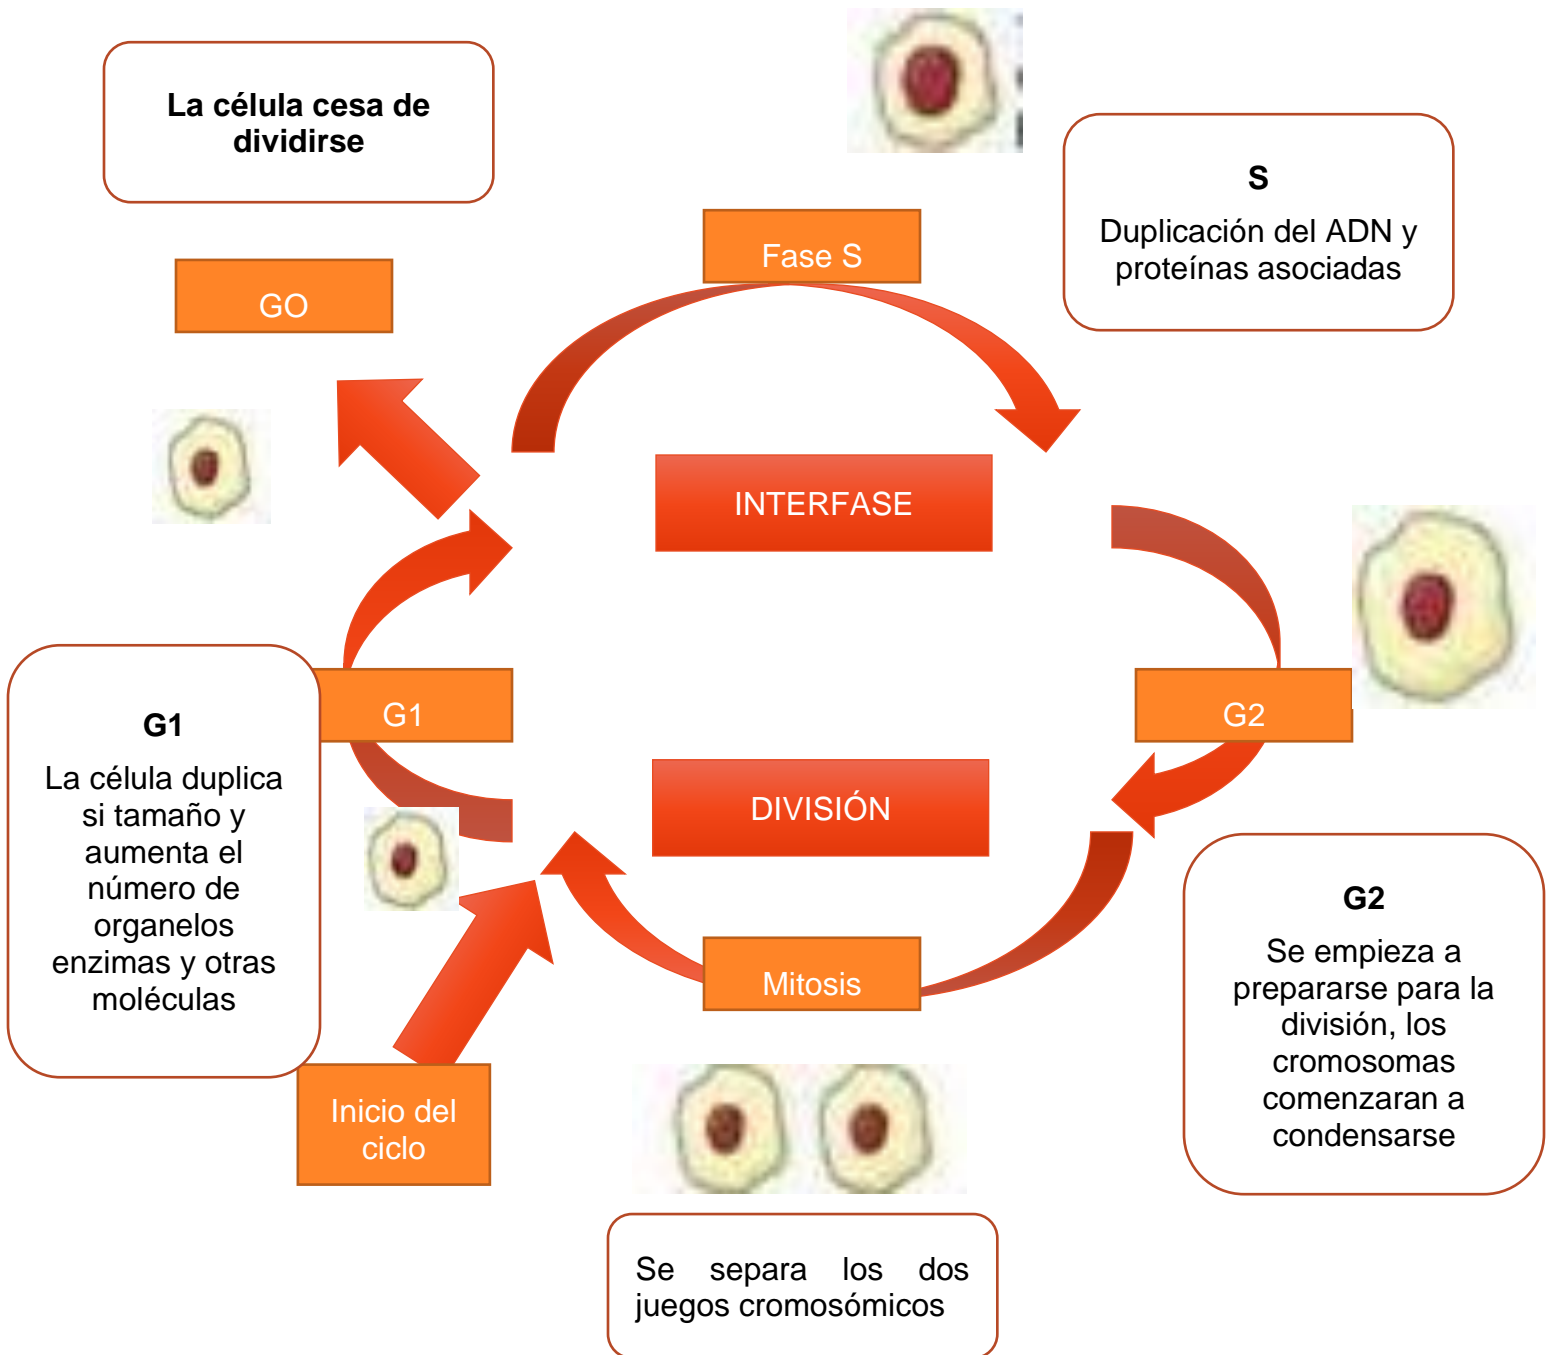 La célula cesa de
dividirse
S
Duplicación del ADN y
proteínas asociadas
Fase S
GO
INTERFASE
G1
La célula duplica
si tamaño y
aumenta el
número de
organelos
enzimas y otras
moléculas
G1
G2
DIVISIÓN
G2
Se empieza a
prepararse para la
división, los
cromosomas
comenzaran a
condensarse
Mitosis
Inicio del
ciclo
Se separa los dos
juegos cromosómicos